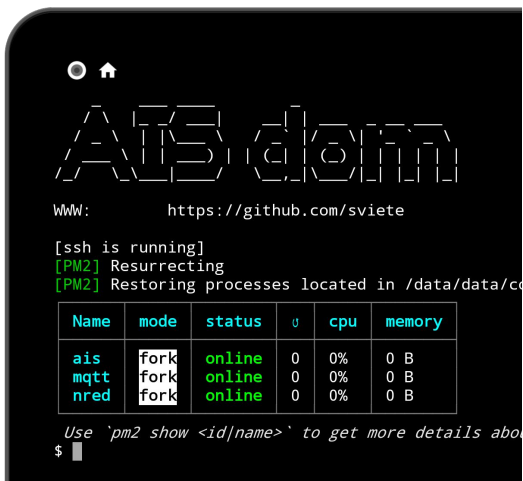 AIS dom
WWW: https://github.com/sviete
[ssh is running]
[PM2] Resurrecting
[PM2] Restoring processes located in /data/data/co
Name mode status ↺ cpu memory
ais fork online 0 0% 0 B
mqtt fork online 0 0% 0 B
nred fork online 0 0% 0 B
Use `pm2 show <id|name>` to get more details abou
$